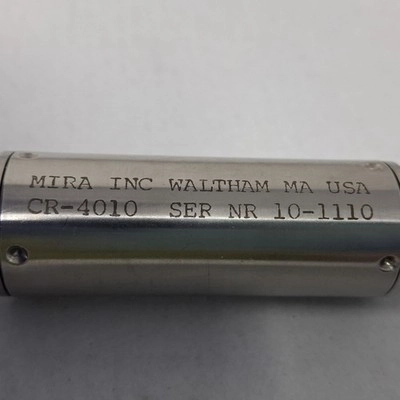 MIRA INC WALTHAM MA USA
CR-4010 SER NR 10-1110